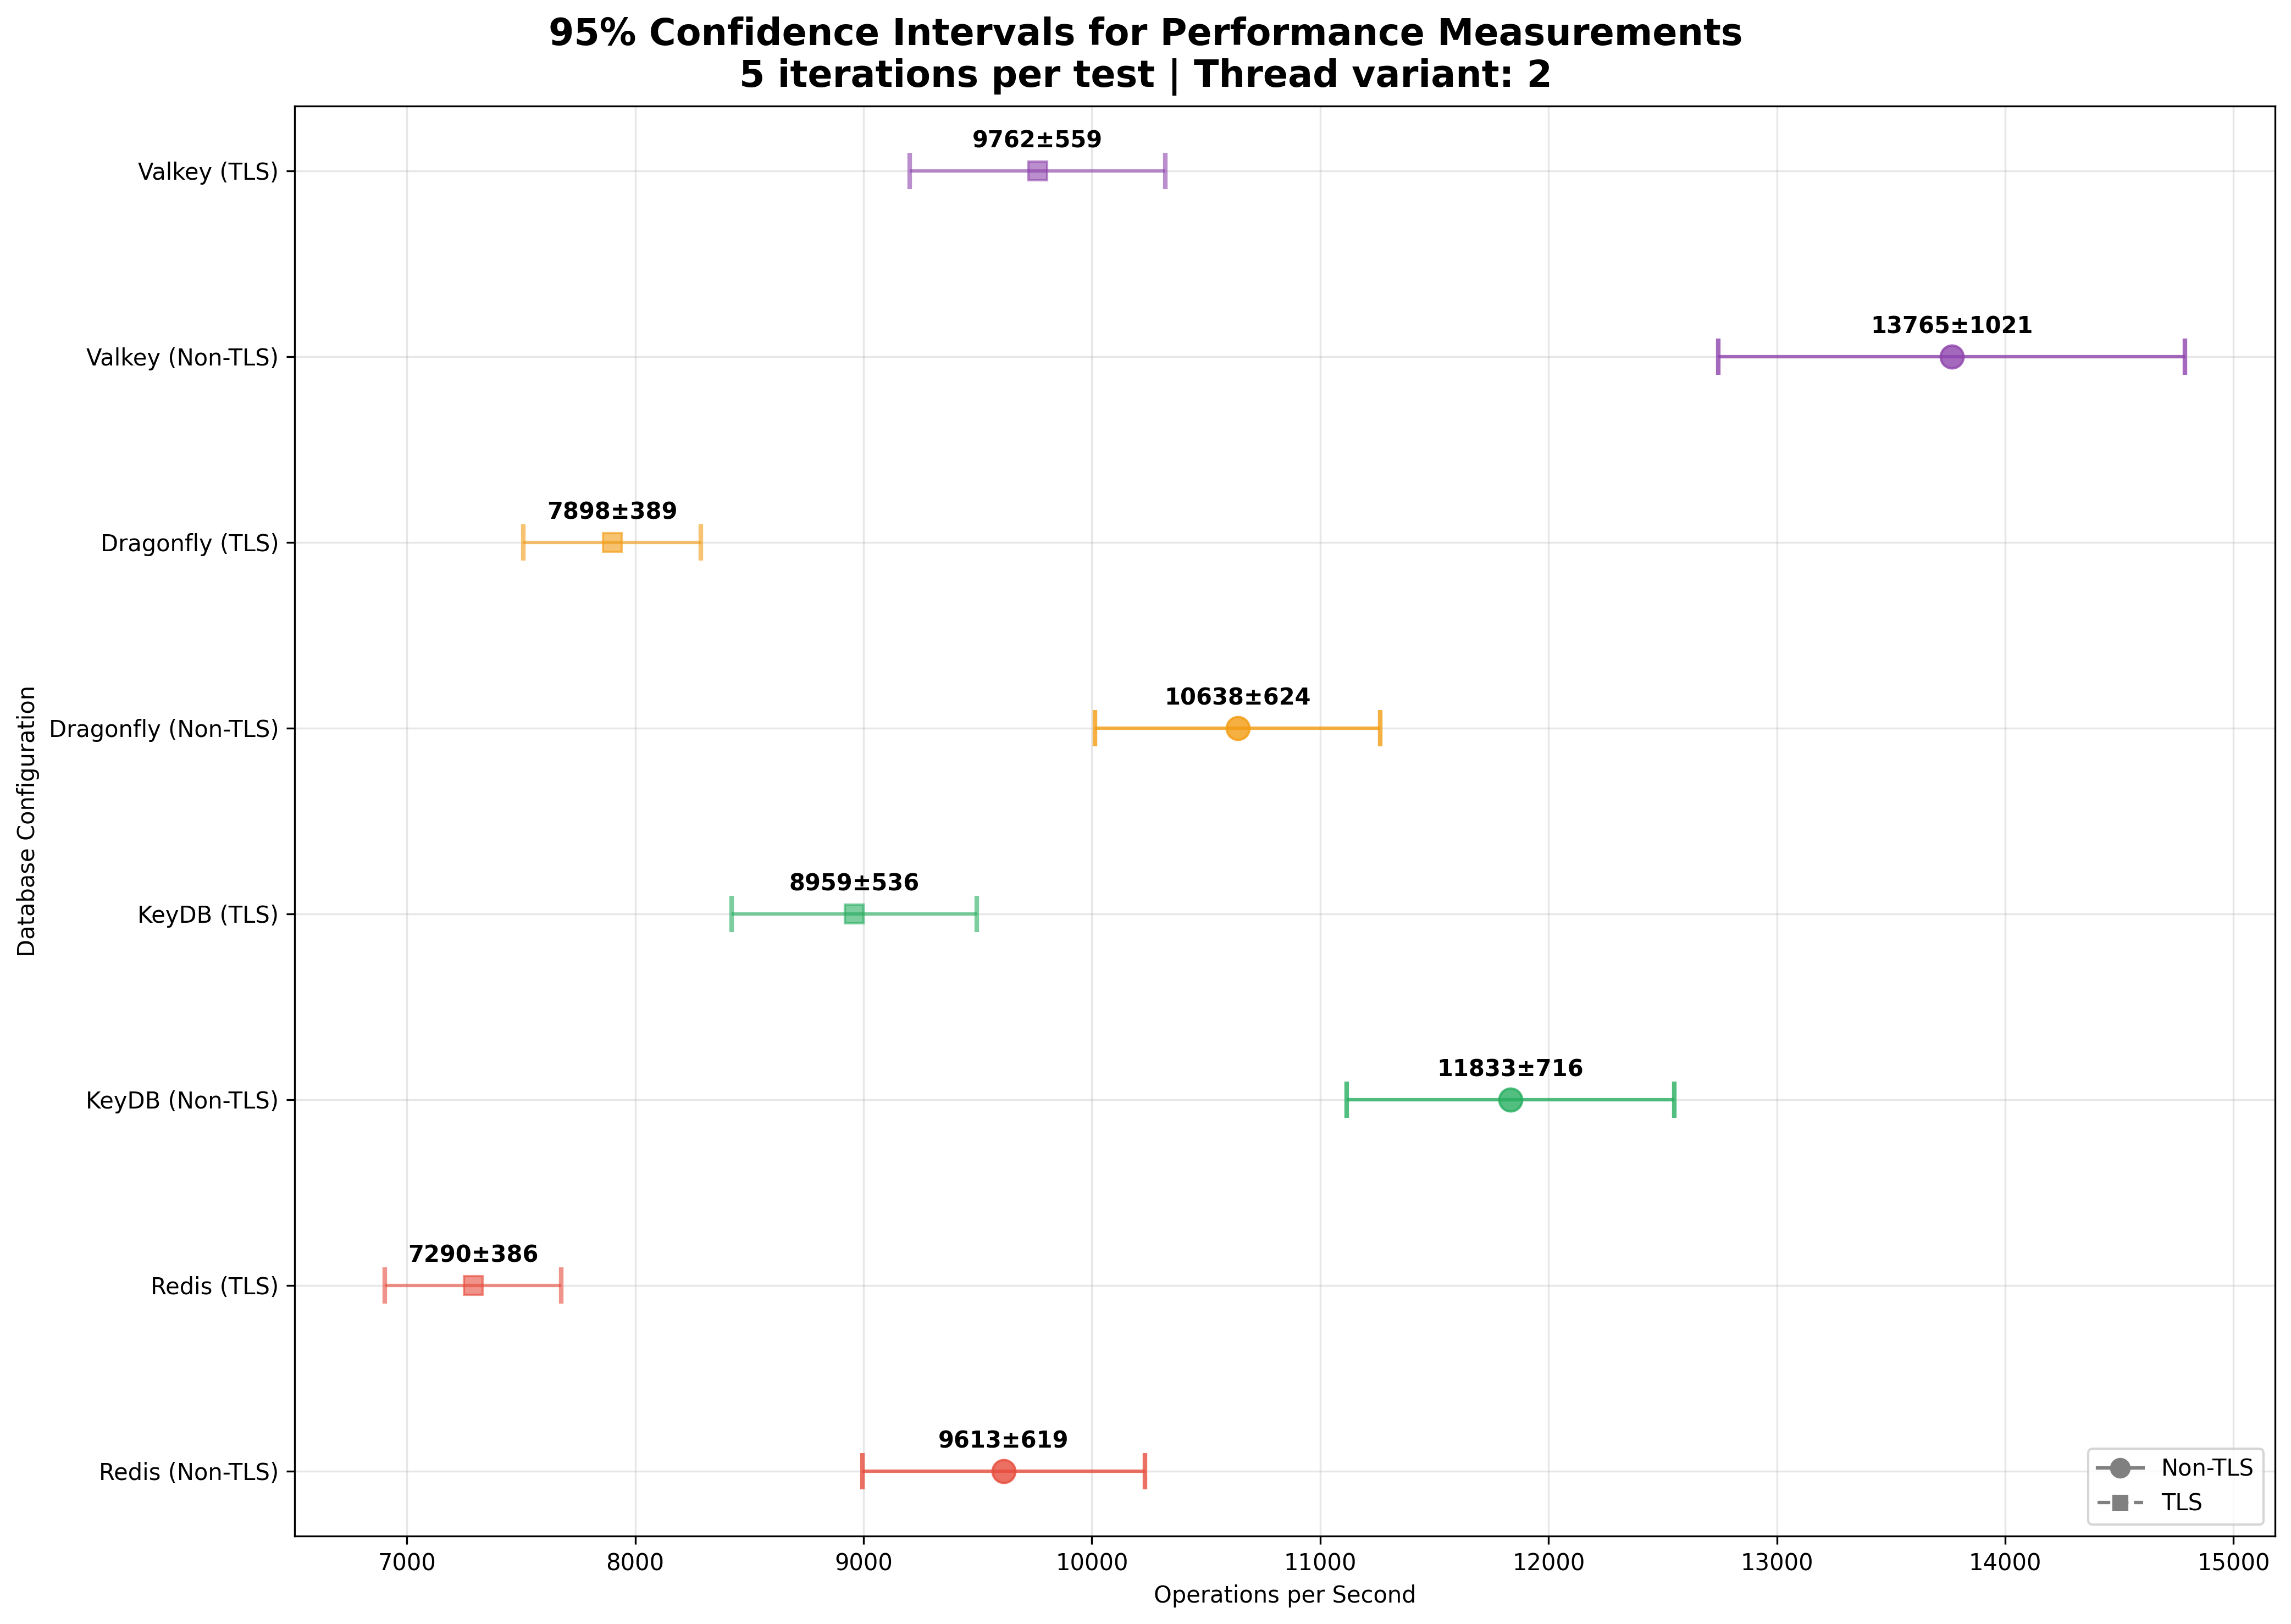 95% Confidence Intervals for Performance Measurements
5 iterations per test | Thread variant: 2
Database Configuration
Valkey (TLS)
9762±559
Valkey (Non-TLS)
13765±1021
Dragonfly (TLS)
7898±389
Dragonfly (Non-TLS)
10638±624
KeyDB (TLS)
8959±536
KeyDB (Non-TLS)
11833±716
Redis (TLS)
7290±386
Redis (Non-TLS)
9613±619
Non-TLS
TLS
7000 8000 9000 10000 11000 12000 13000 14000 15000
Operations per Second